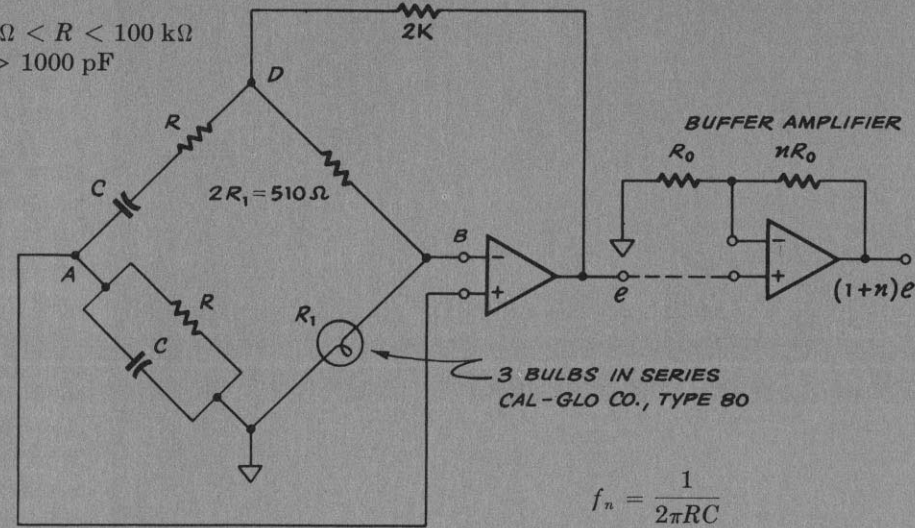 Ω < R < 100 kΩ
> 1000 pF
2K
D
R
C
2R₁ = 510 Ω
A
R
C
R₁
B
−
+
e
BUFFER AMPLIFIER
R₀
nR₀
−
+
(1+n)e
3 BULBS IN SERIES
CAL-GLO CO., TYPE 80
fₙ = 1 / 2πRC